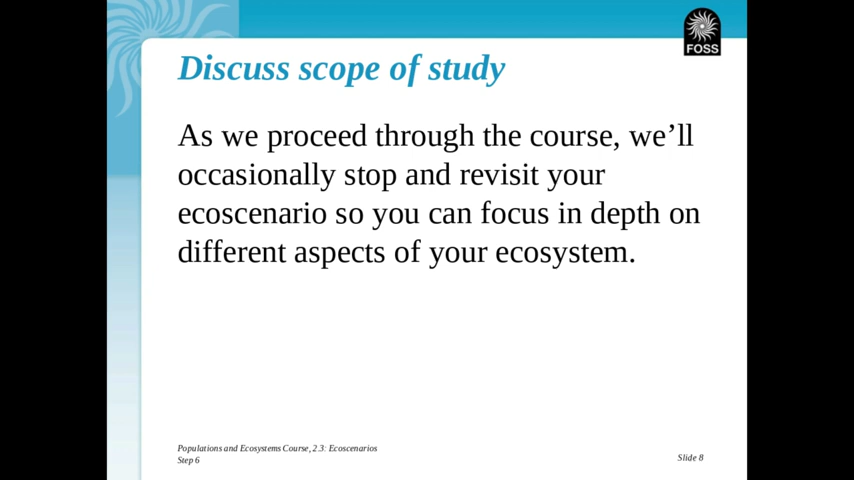 FOSS
Discuss scope of study
As we proceed through the course, we’ll
occasionally stop and revisit your
ecoscenario so you can focus in depth on
different aspects of your ecosystem.
Populations and Ecosystems Course, 2.3: Ecoscenarios
Step 6
Slide 8